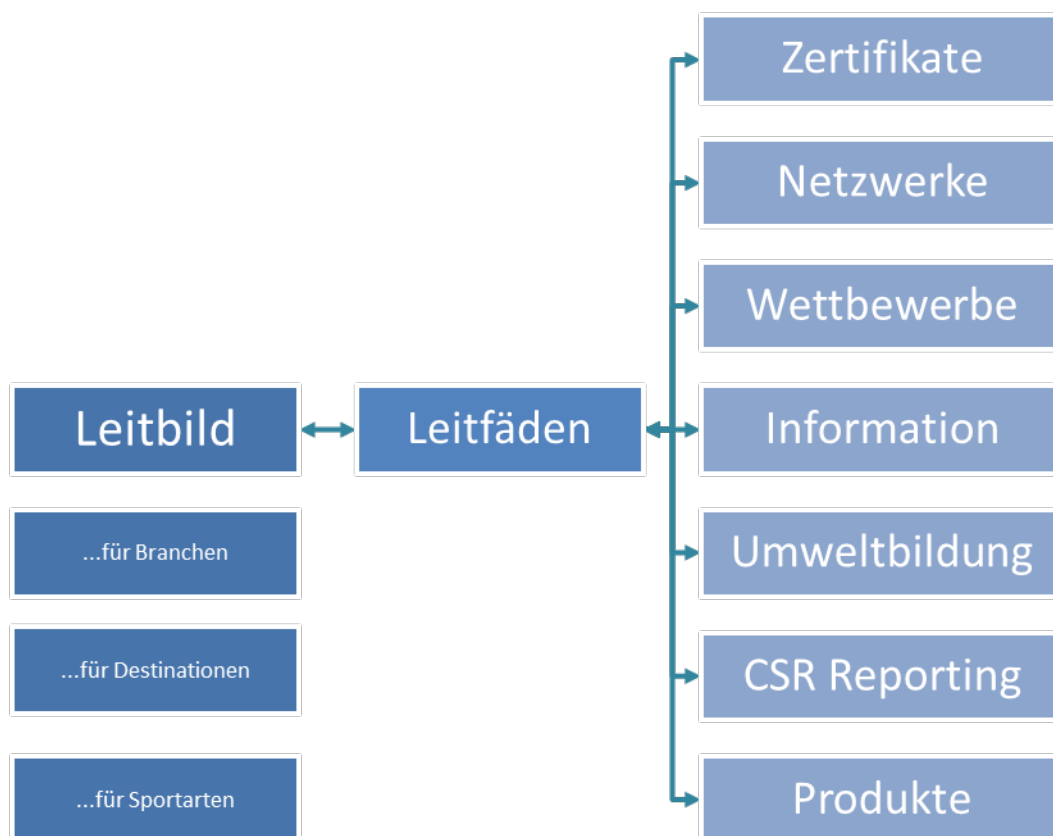 Leitbild
...für Branchen
...für Destinationen
...für Sportarten
Leitfäden
Zertifikate
Netzwerke
Wettbewerbe
Information
Umweltbildung
CSR Reporting
Produkte